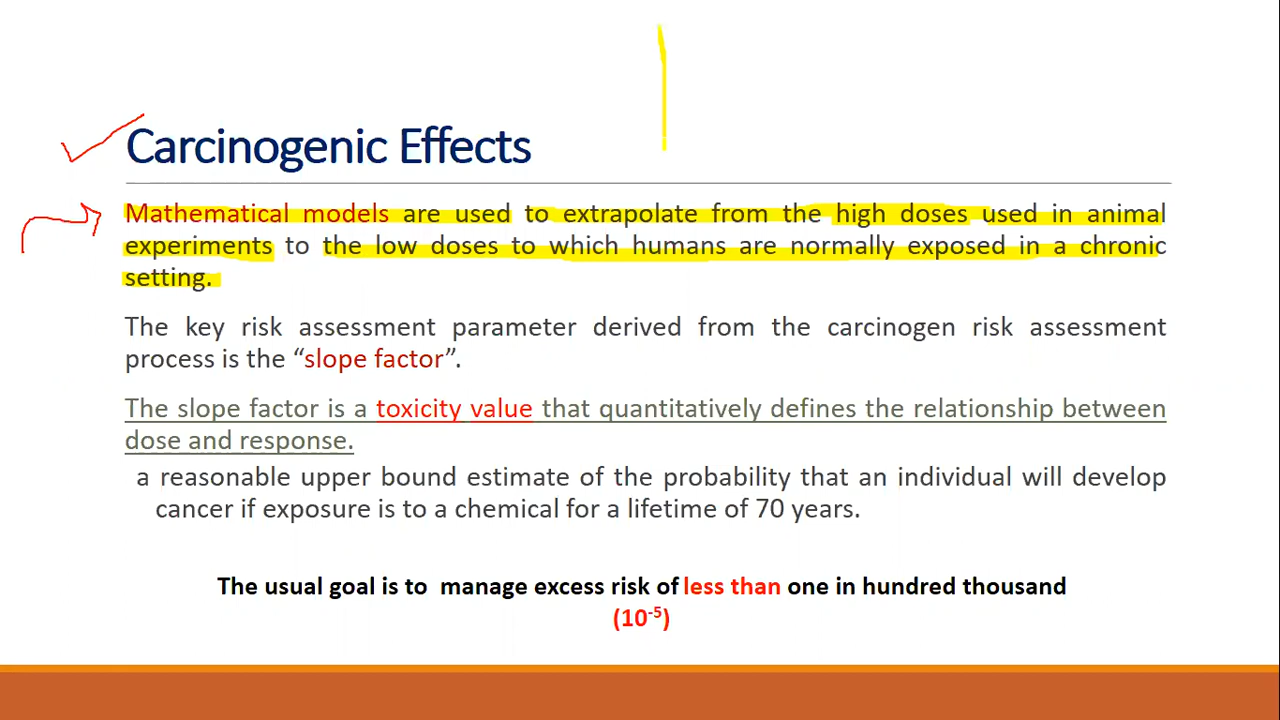 Carcinogenic Effects
Mathematical models are used to extrapolate from the high doses used in animal
experiments to the low doses to which humans are normally exposed in a chronic
setting.
The key risk assessment parameter derived from the carcinogen risk assessment
process is the “slope factor”.
The slope factor is a toxicity value that quantitatively defines the relationship between
dose and response.
a reasonable upper bound estimate of the probability that an individual will develop
cancer if exposure is to a chemical for a lifetime of 70 years.
The usual goal is to manage excess risk of less than one in hundred thousand
(10⁻⁵)